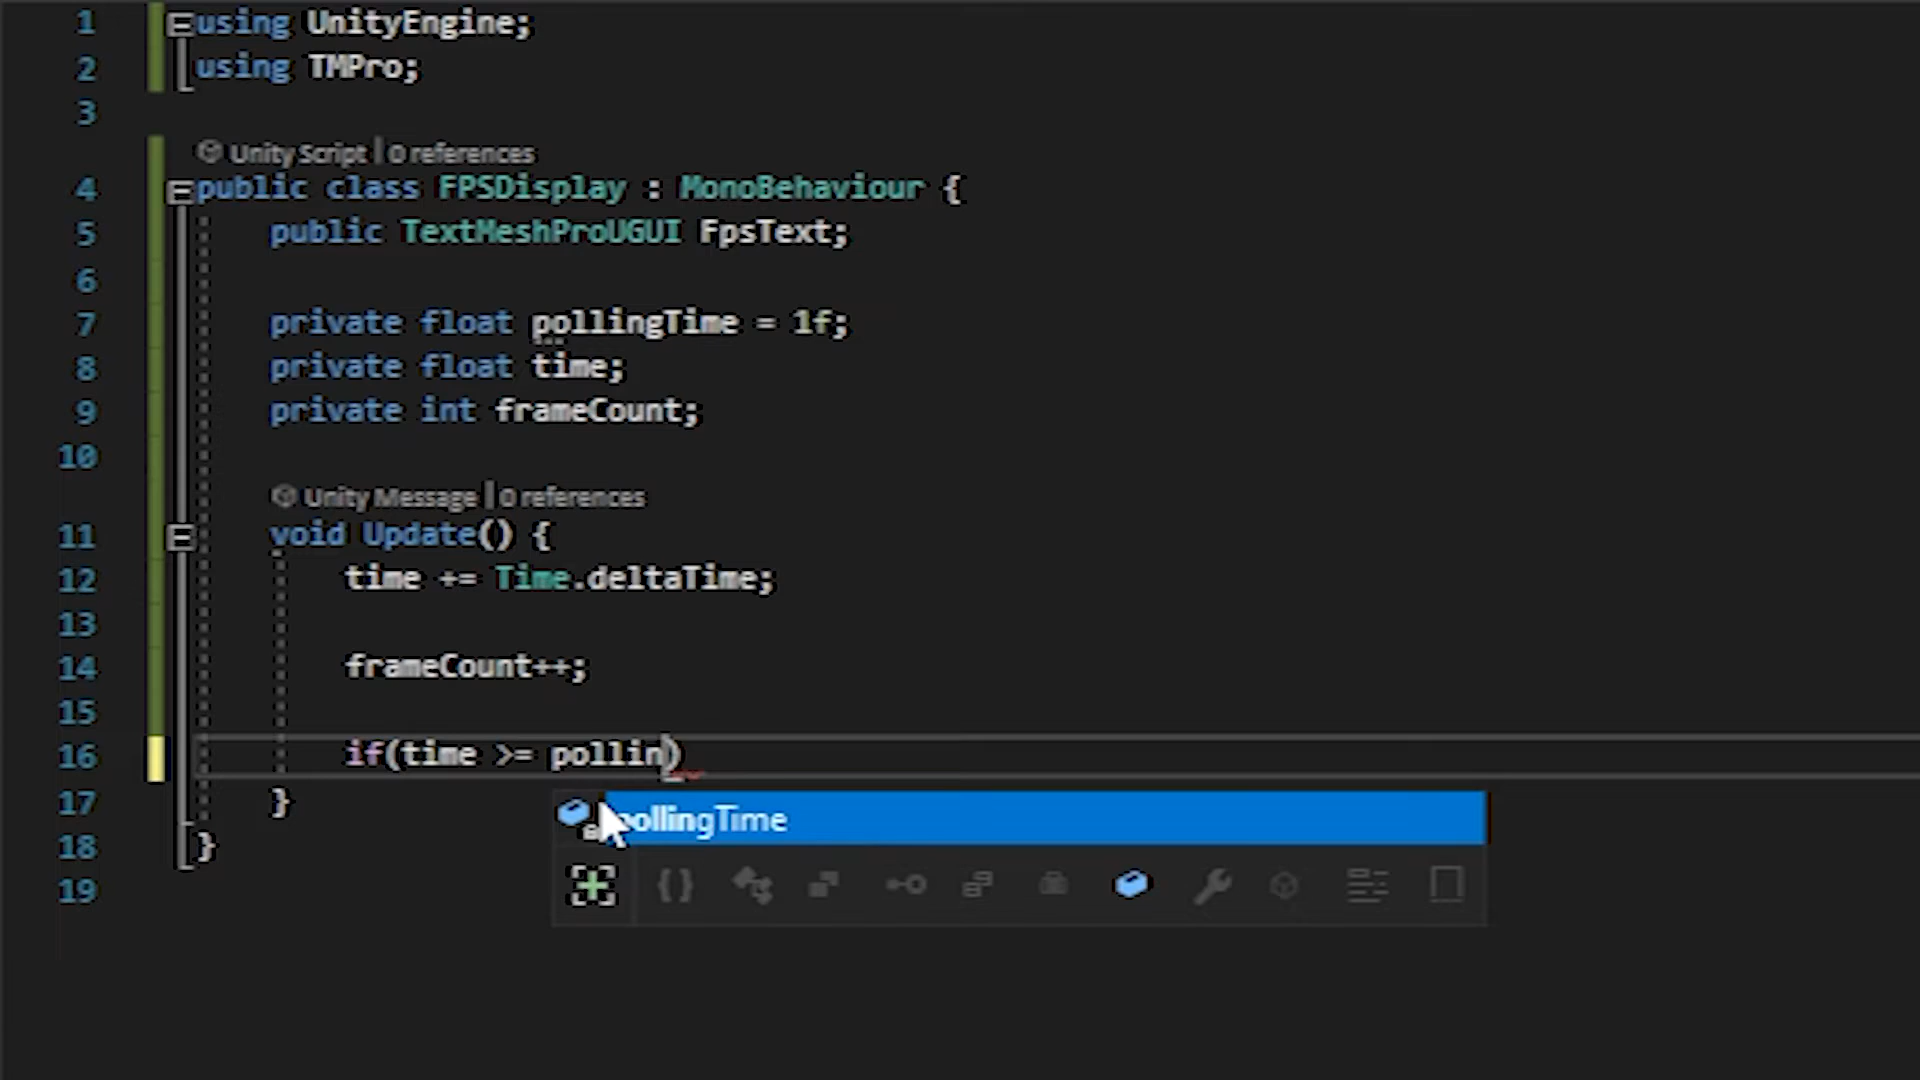 1 using UnityEngine;
2 using TMPro;
3
Unity Script | 0 references
4 public class FPSDisplay : MonoBehaviour {
5 public TextMeshProUGUI FpsText;
6
7 private float pollingTime = 1f;
8 private float time;
9 private int frameCount;
10
Unity Message | 0 references
11 void Update() {
12 time += Time.deltaTime;
13
14 frameCount++;
15
16 if(time >= pollin)
17 }
pollingTime
18 }
19